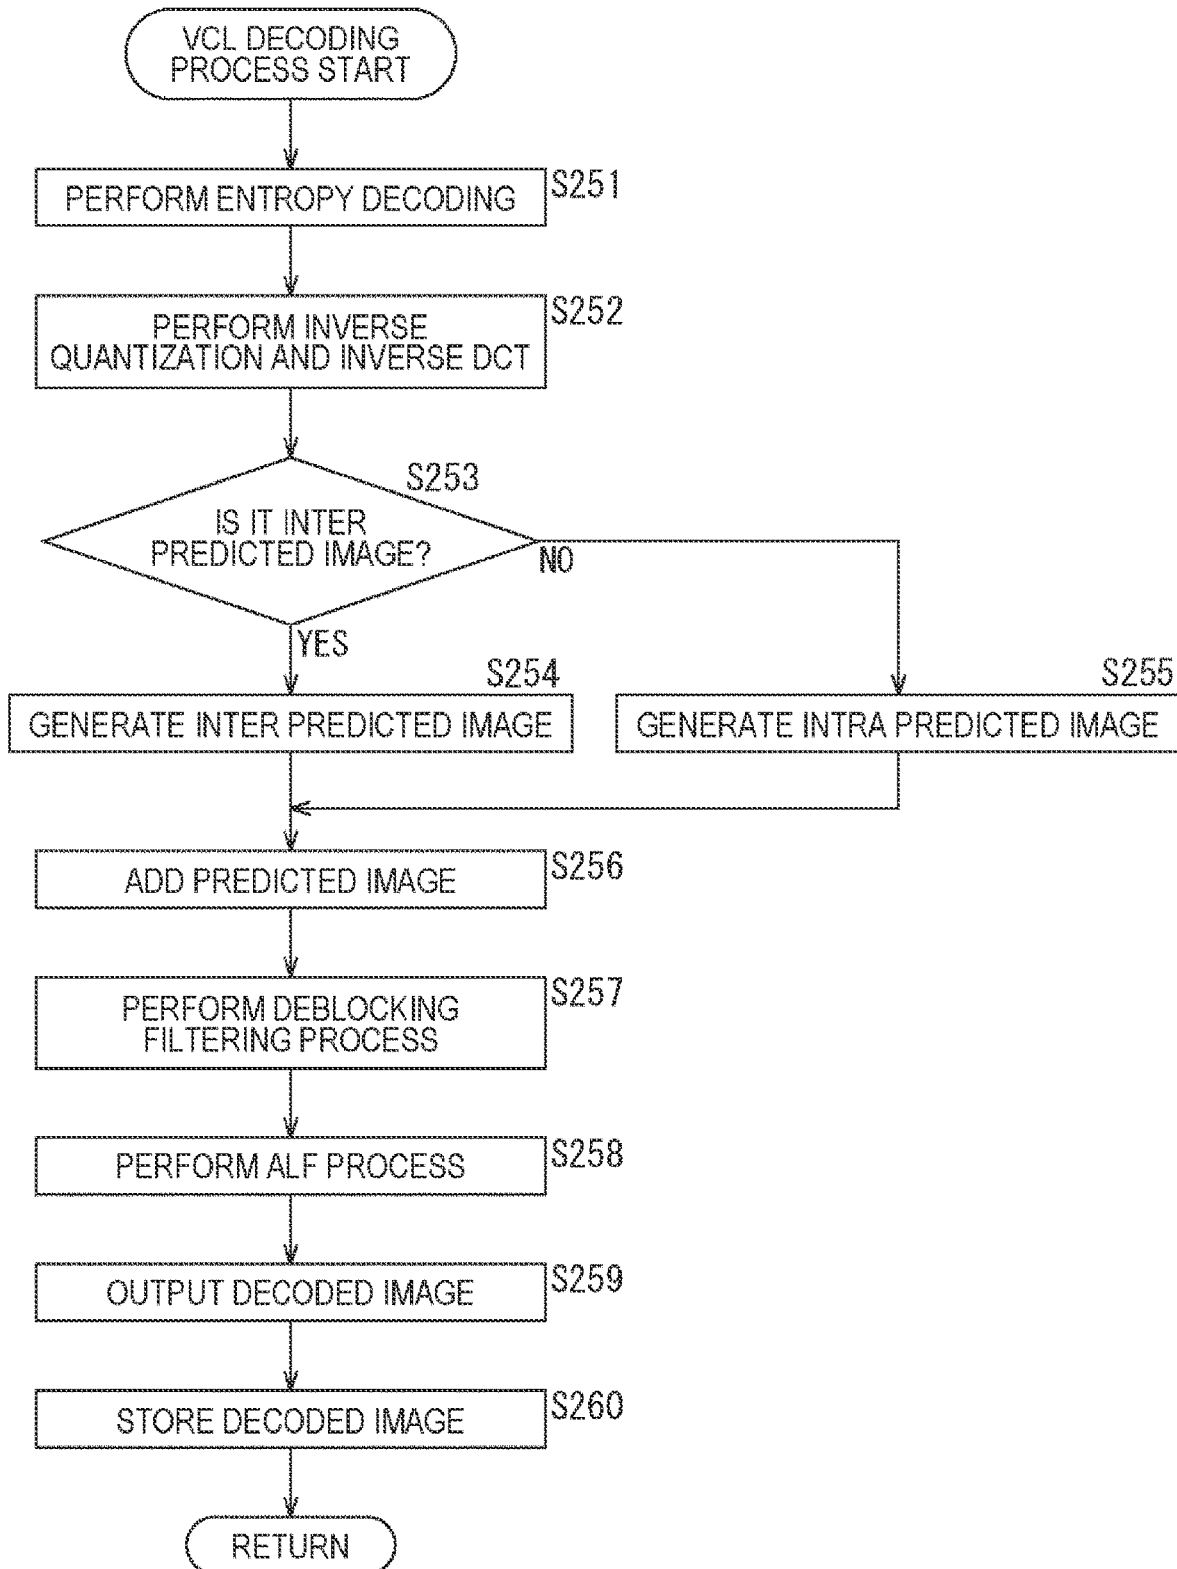 VCL DECODING
PROCESS START
PERFORM ENTROPY DECODING
S251
PERFORM INVERSE
QUANTIZATION AND INVERSE DCT
S252
S253
IS IT INTER
PREDICTED IMAGE?
NO
YES
S254
GENERATE INTER PREDICTED IMAGE
S255
GENERATE INTRA PREDICTED IMAGE
ADD PREDICTED IMAGE
S256
PERFORM DEBLOCKING
FILTERING PROCESS
S257
PERFORM ALF PROCESS
S258
OUTPUT DECODED IMAGE
S259
STORE DECODED IMAGE
S260
RETURN